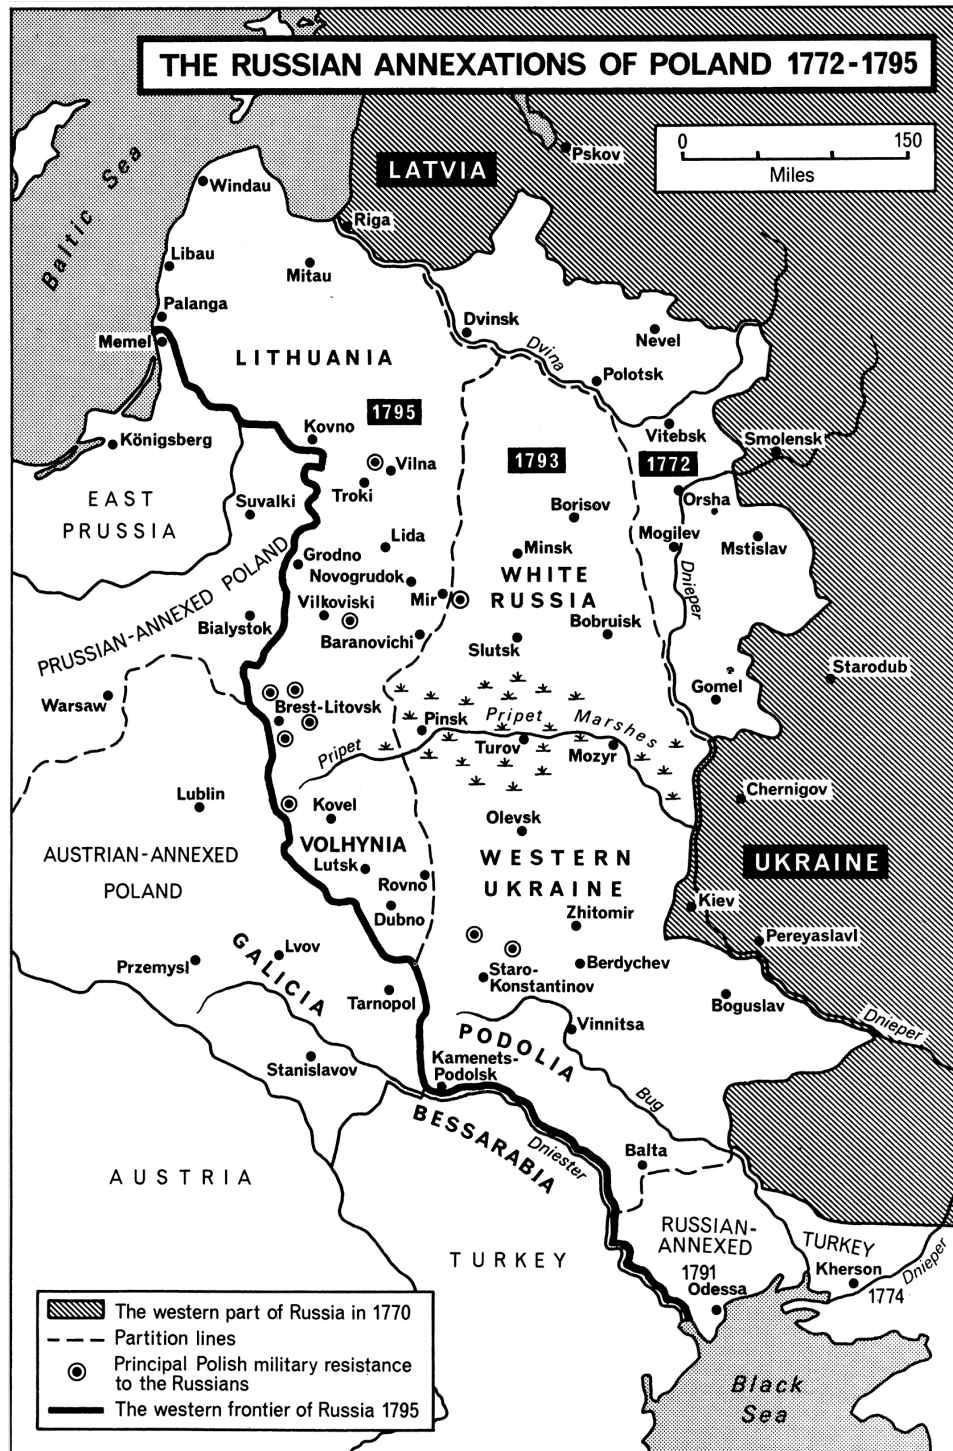 THE RUSSIAN ANNEXATIONS OF POLAND 1772-1795
0 150
Miles
Baltic Sea
LATVIA
Pskov
Windau
Riga
Libau
Mitau
Palanga
Memel
Dvinsk
Nevel
Dvina
LITHUANIA
Polotsk
1795
Kovno
Vitebsk
Königsberg
Smolensk
1793
1772
Vilna
Troki
EAST
PRUSSIA
Suvalki
Orsha
Borisov
Mogilev
Mstislav
Lida
Minsk
Grodno
Novogrudok
WHITE
RUSSIA
Dnieper
PRUSSIAN-ANNEXED POLAND
Vilkoviski
Mir
Bialystok
Baranovichi
Bobruisk
Slutsk
Starodub
Warsaw
Gomel
Brest-Litovsk
Pinsk
Pripet Marshes
Pripet
Turov
Mozyr
Lublin
Kovel
Chernigov
Olevsk
VOLHYNIA
AUSTRIAN-ANNEXED
POLAND
Lutsk
WESTERN
UKRAINE
UKRAINE
Rovno
Dubno
Kiev
Zhitomir
Pereyaslavl
GALICIA
Lvov
Przemysl
Staro-
Konstantinov
Berdychev
Tarnopol
Boguslav
Dnieper
PODOLIA
Vinnitsa
Stanislavov
Kamenets-
Podolsk
Bug
BESSARABIA
Dniester
Balta
AUSTRIA
TURKEY
RUSSIAN-
ANNEXED
1791
Odessa
TURKEY
Kherson
1774
Dnieper
Black
Sea
The western part of Russia in 1770
Partition lines
Principal Polish military resistance
to the Russians
The western frontier of Russia 1795